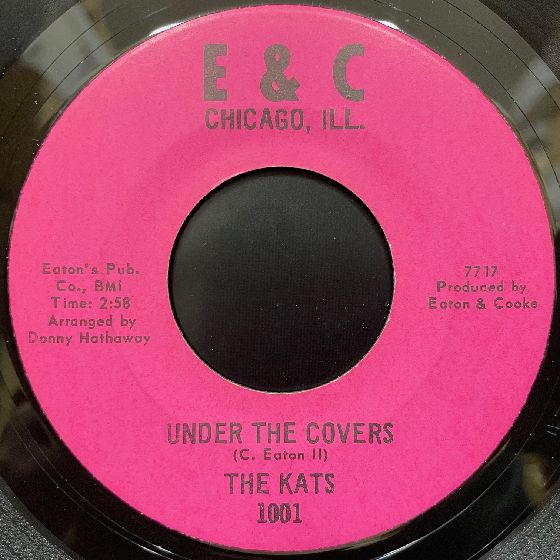 E & C
CHICAGO, ILL.
Eaton's Pub.
Co., BMI
Time: 2:58
Arranged by
Donny Hathaway
7717
Produced by
Eaton & Cooke
UNDER THE COVERS
(C. Eaton II)
THE KATS
1001